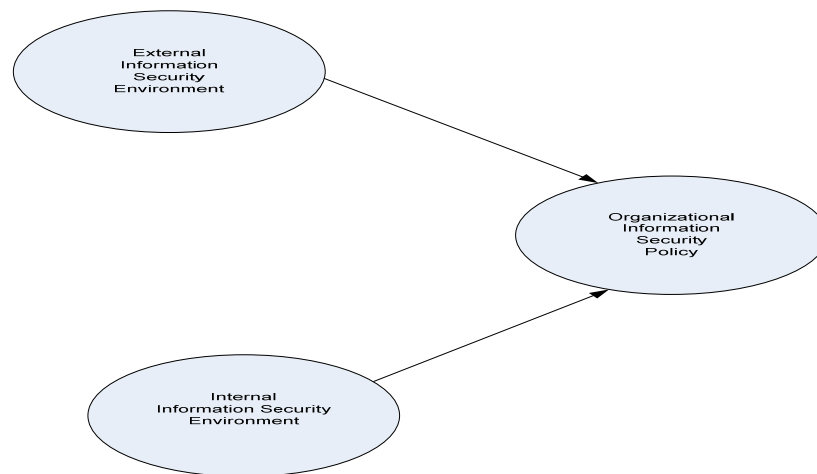 External
Information
Security
Environment
Organizational
Information
Security
Policy
Internal
Information Security
Environment